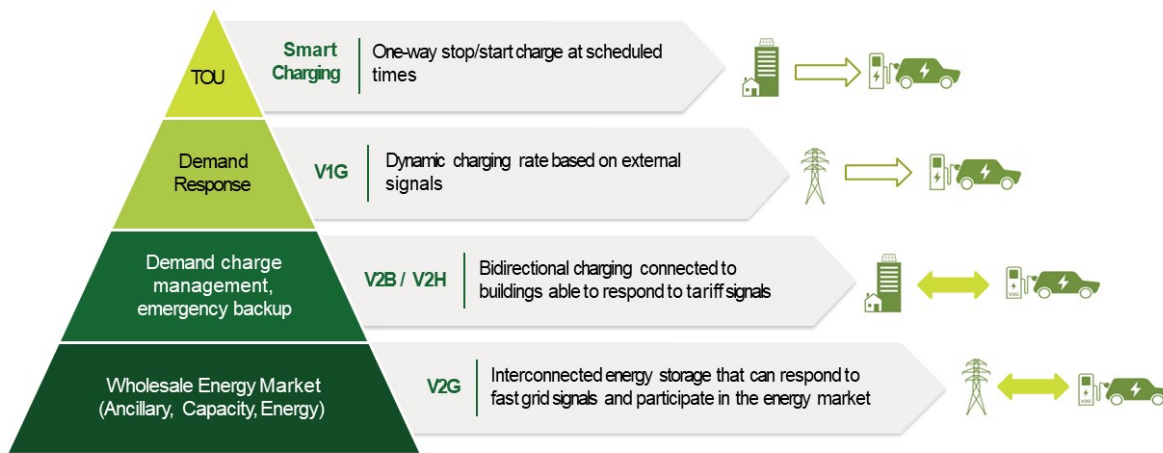 TOU
Smart
Charging
One-way stop/start charge at scheduled
times
Demand
Response
V1G
Dynamic charging rate based on external
signals
Demand charge
management,
emergency backup
V2B / V2H
Bidirectional charging connected to
buildings able to respond to tariff signals
Wholesale Energy Market
(Ancillary, Capacity, Energy)
V2G
Interconnected energy storage that can respond to
fast grid signals and participate in the energy market